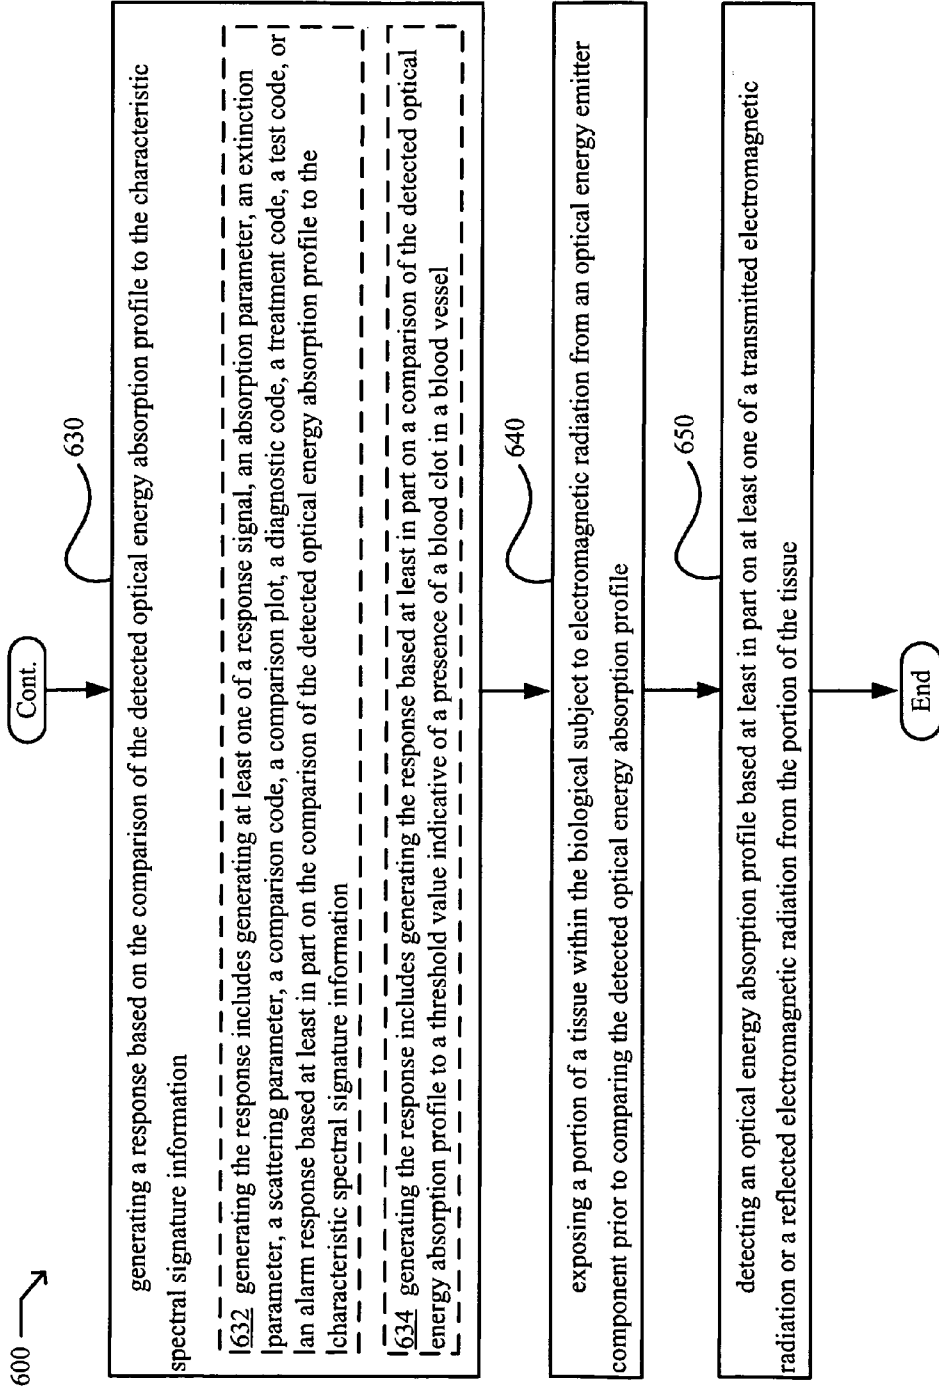 600
Cont.
630
generating a response based on the comparison of the detected optical energy absorption profile to the characteristic
spectral signature information
632 generating the response includes generating at least one of a response signal, an absorption parameter, an extinction
parameter, a scattering parameter, a comparison code, a comparison plot, a diagnostic code, a treatment code, a test code, or
an alarm response based at least in part on the comparison of the detected optical energy absorption profile to the
characteristic spectral signature information
634 generating the response includes generating the response based at least in part on a comparison of the detected optical
energy absorption profile to a threshold value indicative of a presence of a blood clot in a blood vessel
640
exposing a portion of a tissue within the biological subject to electromagnetic radiation from an optical energy emitter
component prior to comparing the detected optical energy absorption profile
650
detecting an optical energy absorption profile based at least in part on at least one of a transmitted electromagnetic
radiation or a reflected electromagnetic radiation from the portion of the tissue
End